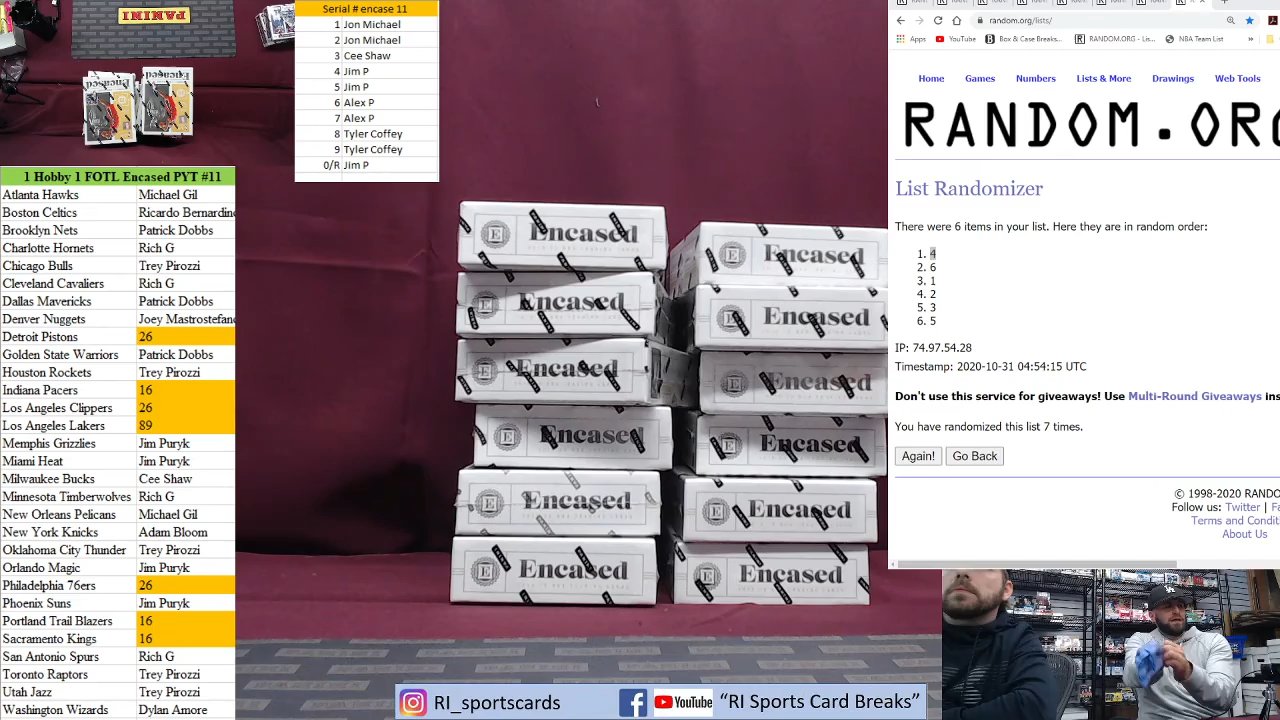 PANINI
Encased
Encased
Serial # encase 11
1 Jon Michael
2 Jon Michael
3 Cee Shaw
4 Jim P
5 Jim P
6 Alex P
7 Alex P
8 Tyler Coffey
9 Tyler Coffey
0/R Jim P
1 Hobby 1 FOTL Encased PYT #11
Atlanta Hawks Michael Gil
Boston Celtics Ricardo Bernardino
Brooklyn Nets Patrick Dobbs
Charlotte Hornets Rich G
Chicago Bulls Trey Pirozzi
Cleveland Cavaliers Rich G
Dallas Mavericks Patrick Dobbs
Denver Nuggets Joey Mastrostefano
Detroit Pistons 26
Golden State Warriors Patrick Dobbs
Houston Rockets Trey Pirozzi
Indiana Pacers 16
Los Angeles Clippers 26
Los Angeles Lakers 89
Memphis Grizzlies Jim Puryk
Miami Heat Jim Puryk
Milwaukee Bucks Cee Shaw
Minnesota Timberwolves Rich G
New Orleans Pelicans Michael Gil
New York Knicks Adam Bloom
Oklahoma City Thunder Trey Pirozzi
Orlando Magic Jim Puryk
Philadelphia 76ers 26
Phoenix Suns Jim Puryk
Portland Trail Blazers 16
Sacramento Kings 16
San Antonio Spurs Rich G
Toronto Raptors Trey Pirozzi
Utah Jazz Trey Pirozzi
Washington Wizards Dylan Amore
E Encased
E Encased
E Encased
E Encased
E Encased
E Encased
E Encased
E Encased
E Encased
E Encased
E Encased
E Encased
RI_sportscards
YouTube "RI Sports Card Breaks"
random.org/lists/
Apps YouTube Box & Case Breaks... RANDOM.ORG - Lis... NBA Team List »
Home Games Numbers Lists & More Drawings Web Tools
RANDOM.ORG
List Randomizer
There were 6 items in your list. Here they are in random order:
1. 4
2. 6
3. 1
4. 2
5. 3
6. 5
IP: 74.97.54.28
Timestamp: 2020-10-31 04:54:15 UTC
Don't use this service for giveaways! Use Multi-Round Giveaways ins
You have randomized this list 7 times.
Again! Go Back
© 1998-2020 RANDO
Follow us: Twitter | Fa
Terms and Condit
About Us